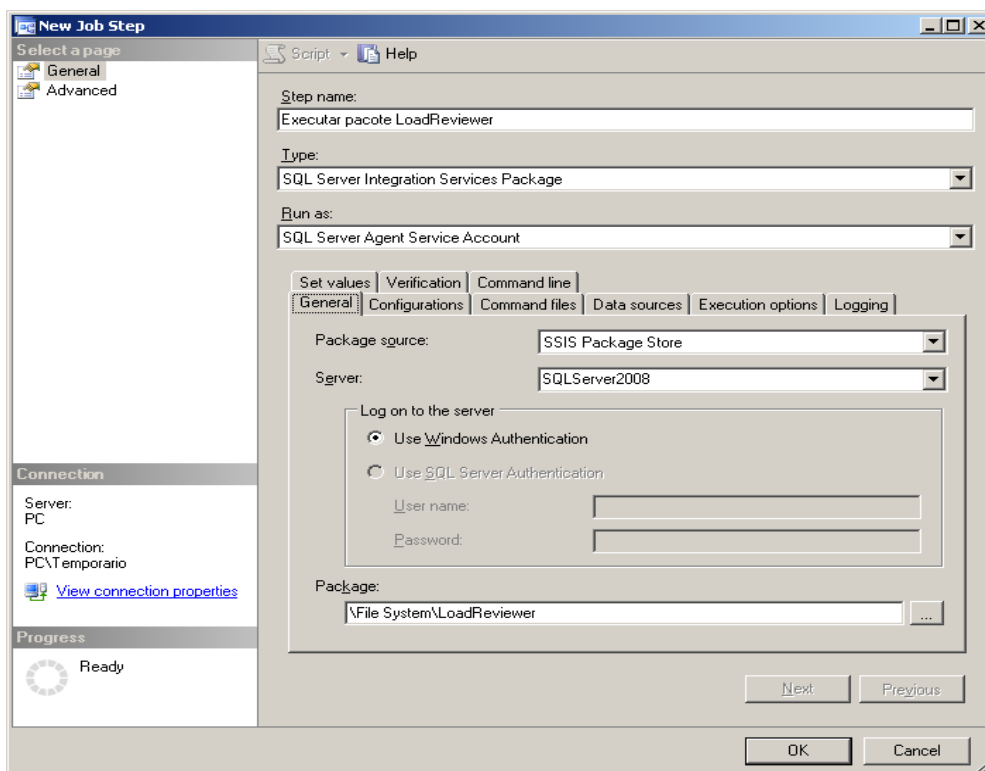 New Job Step
Select a page
General
Advanced
Script
Help
Step name:
Executar pacote LoadReviewer
Type:
SQL Server Integration Services Package
Run as:
SQL Server Agent Service Account
Set values
Verification
Command line
General
Configurations
Command files
Data sources
Execution options
Logging
Package source:
SSIS Package Store
Server:
SQLServer2008
Log on to the server
Use Windows Authentication
Use SQL Server Authentication
User name:
Password:
Package:
\File System\LoadReviewer
...
Connection
Server:
PC
Connection:
PC\Temporario
View connection properties
Progress
Ready
Next
Previous
OK
Cancel